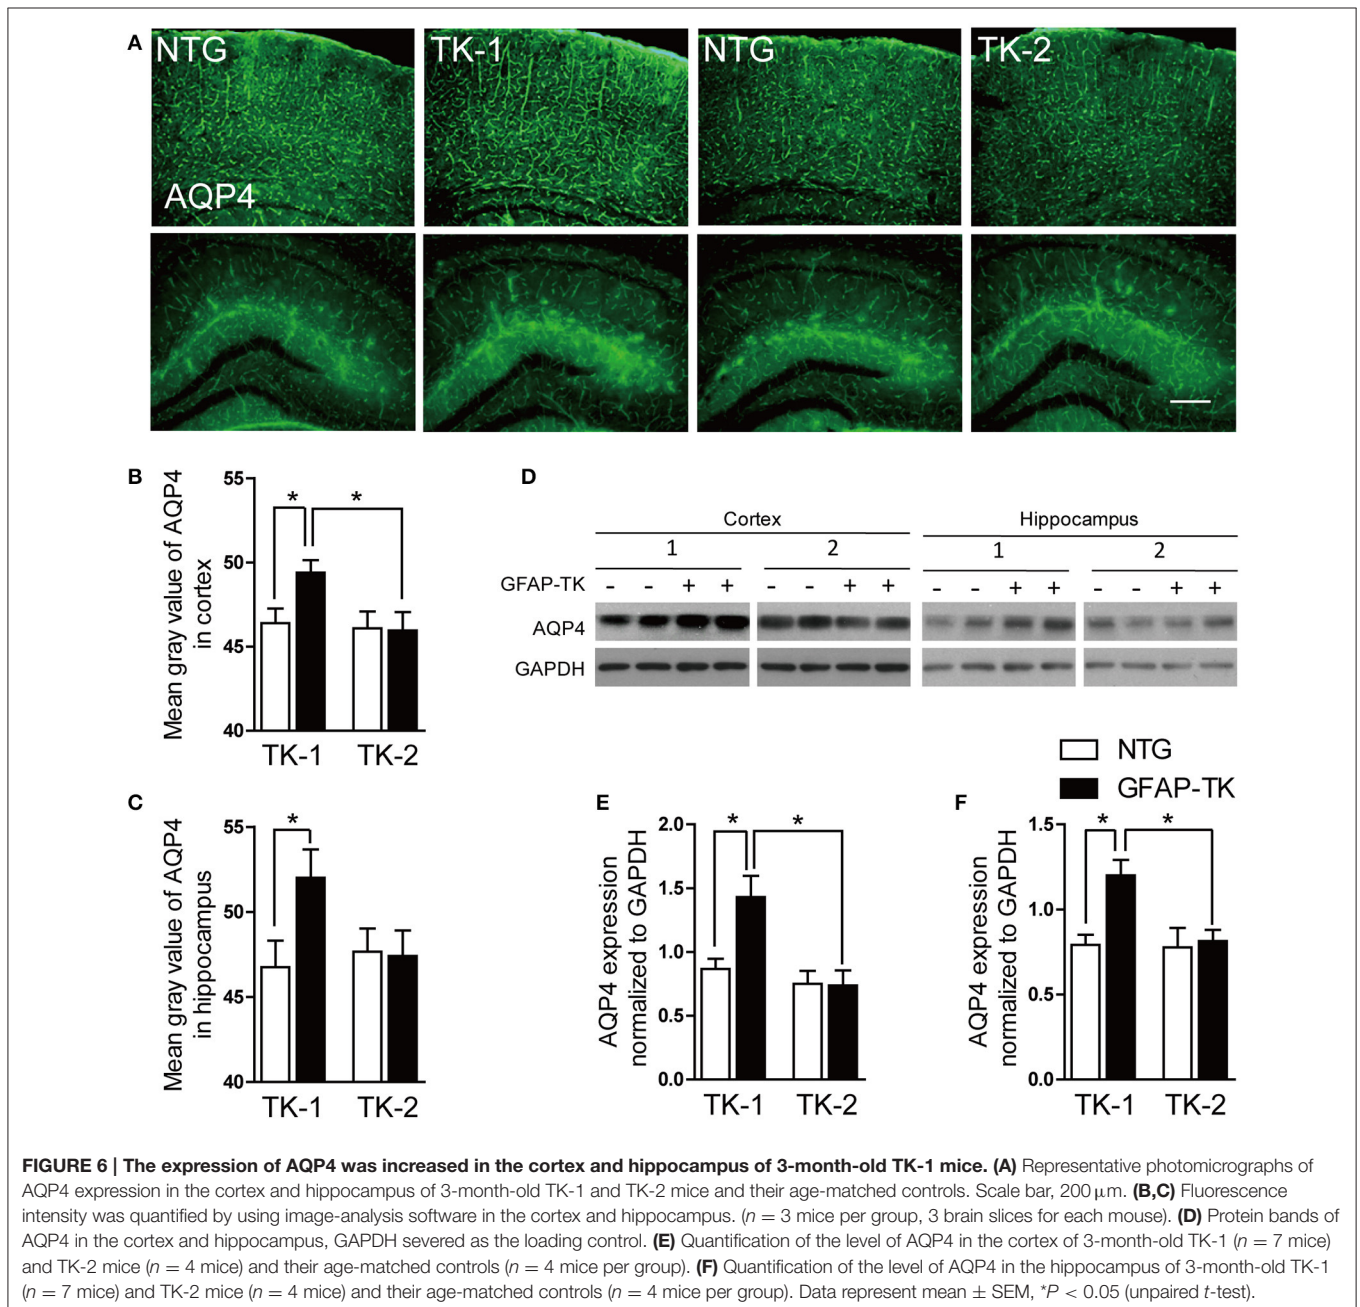 A
NTG
TK-1
NTG
TK-2
AQP4
B
Mean gray value of AQP4
in cortex
55
50
45
40
*
*
TK-1
TK-2
D
Cortex
Hippocampus
1
2
1
2
GFAP-TK
- - + + - - + + - - + + - - + +
AQP4
GAPDH
NTG
GFAP-TK
C
Mean gray value of AQP4
in hippocampus
55
50
45
40
*
TK-1
TK-2
E
AQP4 expression
normalized to GAPDH
2.0
1.5
1.0
0.5
0.0
*
*
TK-1
TK-2
F
AQP4 expression
normalized to GAPDH
1.5
1.0
0.5
0.0
*
*
TK-1
TK-2
FIGURE 6 | The expression of AQP4 was increased in the cortex and hippocampus of 3-month-old TK-1 mice. (A) Representative photomicrographs of
AQP4 expression in the cortex and hippocampus of 3-month-old TK-1 and TK-2 mice and their age-matched controls. Scale bar, 200 μm. (B,C) Fluorescence
intensity was quantified by using image-analysis software in the cortex and hippocampus. (n = 3 mice per group, 3 brain slices for each mouse). (D) Protein bands of
AQP4 in the cortex and hippocampus, GAPDH severed as the loading control. (E) Quantification of the level of AQP4 in the cortex of 3-month-old TK-1 (n = 7 mice)
and TK-2 mice (n = 4 mice) and their age-matched controls (n = 4 mice per group). (F) Quantification of the level of AQP4 in the hippocampus of 3-month-old TK-1
(n = 7 mice) and TK-2 mice (n = 4 mice) and their age-matched controls (n = 4 mice per group). Data represent mean ± SEM, *P < 0.05 (unpaired t-test).